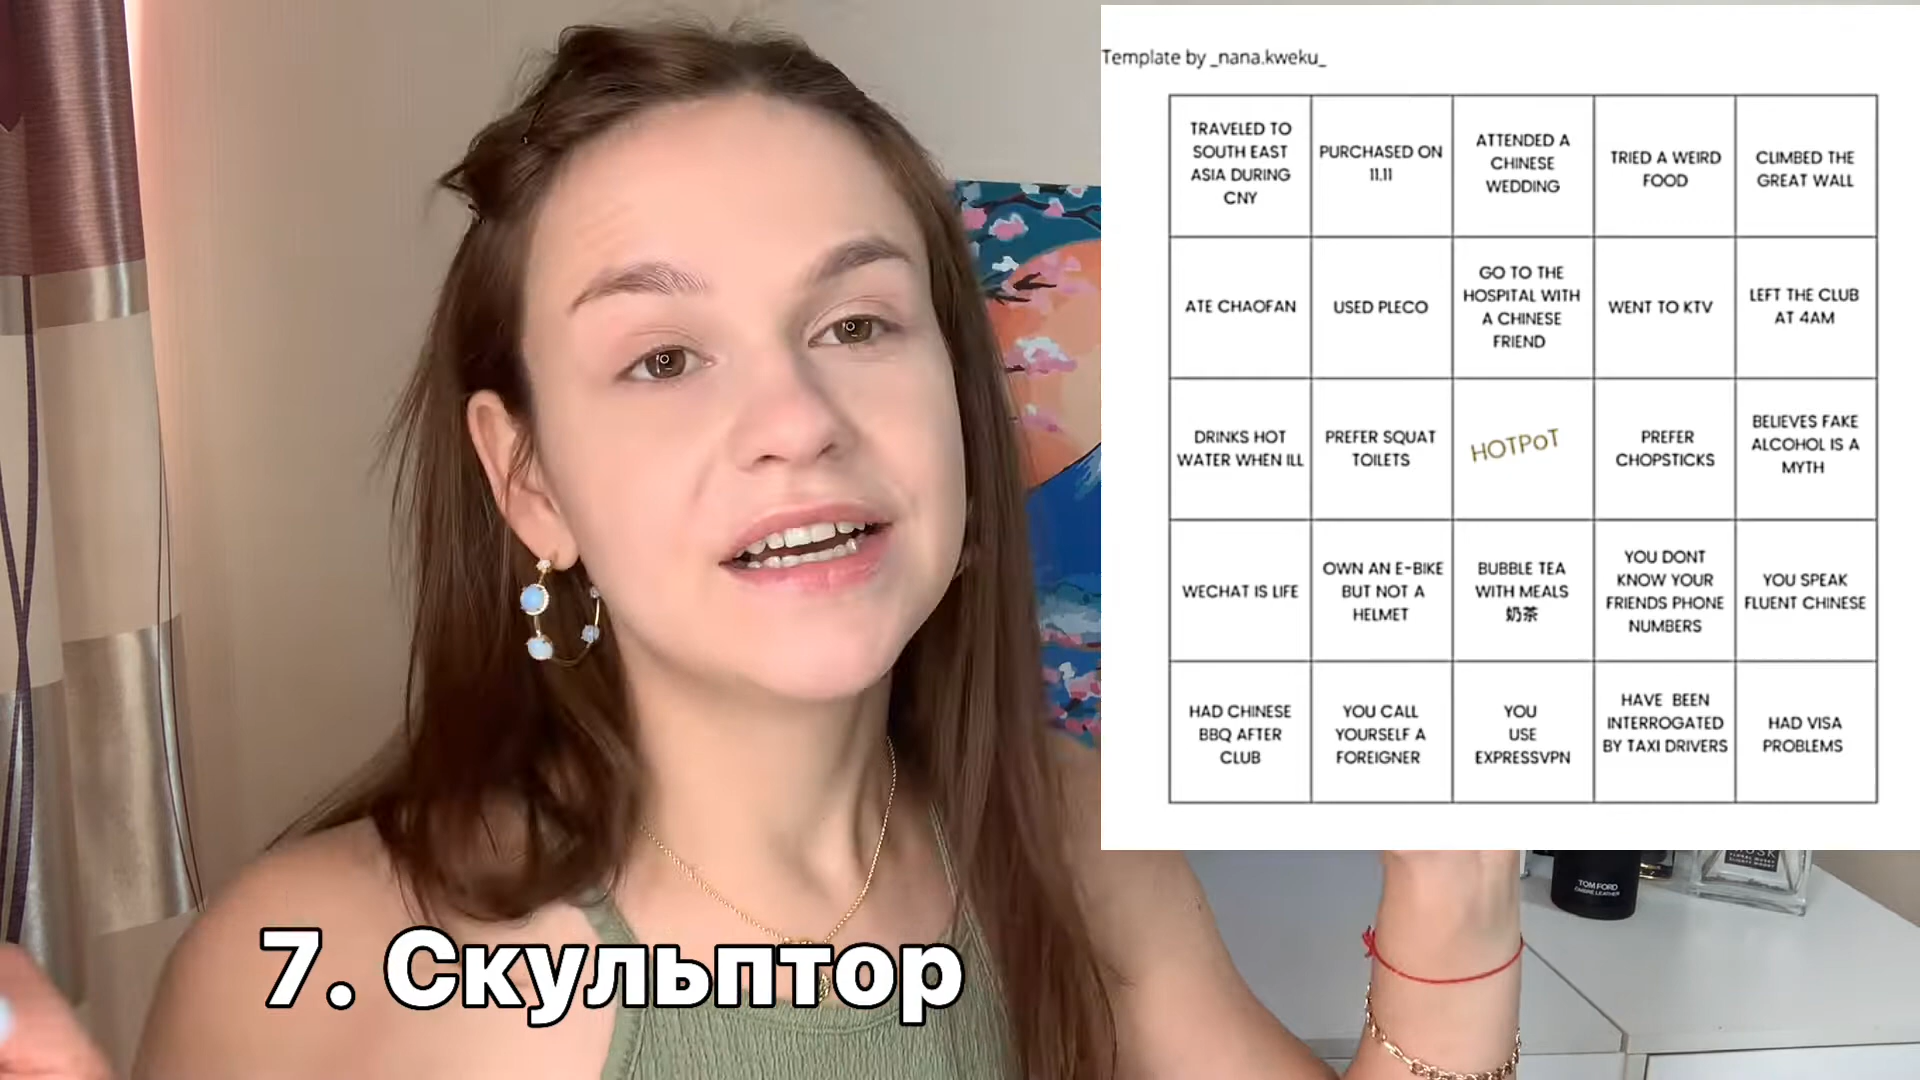 Template by _nana.kweku_
TRAVELED TO
SOUTH EAST
ASIA DURING
CNY
PURCHASED ON
11.11
ATTENDED A
CHINESE
WEDDING
TRIED A WEIRD
FOOD
CLIMBED THE
GREAT WALL
ATE CHAOFAN
USED PLECO
GO TO THE
HOSPITAL WITH
A CHINESE
FRIEND
WENT TO KTV
LEFT THE CLUB
AT 4AM
DRINKS HOT
WATER WHEN ILL
PREFER SQUAT
TOILETS
HOTPoT
PREFER
CHOPSTICKS
BELIEVES FAKE
ALCOHOL IS A
MYTH
WECHAT IS LIFE
OWN AN E-BIKE
BUT NOT A
HELMET
BUBBLE TEA
WITH MEALS
奶茶
YOU DONT
KNOW YOUR
FRIENDS PHONE
NUMBERS
YOU SPEAK
FLUENT CHINESE
HAD CHINESE
BBQ AFTER
CLUB
YOU CALL
YOURSELF A
FOREIGNER
YOU
USE
EXPRESSVPN
HAVE BEEN
INTERROGATED
BY TAXI DRIVERS
HAD VISA
PROBLEMS
TOM FORD
OMBRÉ LEATHER
7. Скульптор